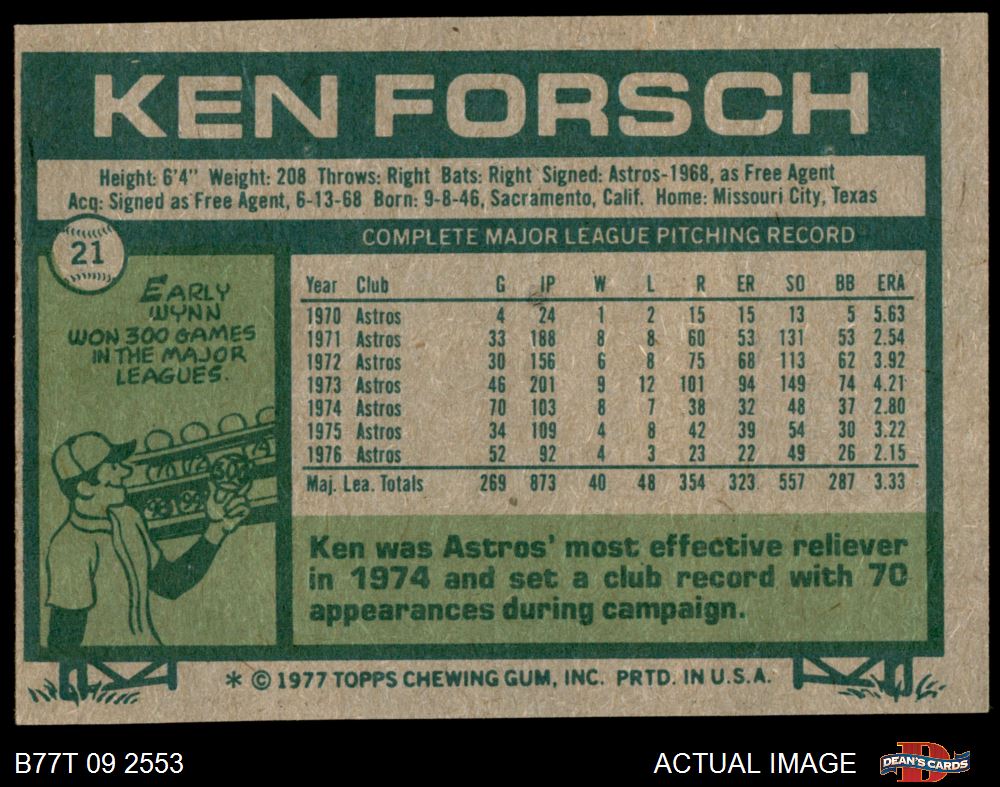 KEN FORSCH
Height: 6'4" Weight: 208 Throws: Right Bats: Right Signed: Astros-1968, as Free Agent
Acq: Signed as Free Agent, 6-13-68 Born: 9-8-46, Sacramento, Calif. Home: Missouri City, Texas
21
EARLY
WYNN
WON 300 GAMES
IN THE MAJOR
LEAGUES.
COMPLETE MAJOR LEAGUE PITCHING RECORD
Year Club G IP W L R ER SO BB ERA
1970 Astros 4 24 1 2 15 15 13 5 5.63
1971 Astros 33 188 8 8 60 53 131 53 2.54
1972 Astros 30 156 6 8 75 68 113 62 3.92
1973 Astros 46 201 9 12 101 94 149 74 4.21
1974 Astros 70 103 8 7 38 32 48 37 2.80
1975 Astros 34 109 4 8 42 39 54 30 3.22
1976 Astros 52 92 4 3 23 22 49 26 2.15
Maj. Lea. Totals 269 873 40 48 354 323 557 287 3.33
Ken was Astros' most effective reliever
in 1974 and set a club record with 70
appearances during campaign.
* © 1977 TOPPS CHEWING GUM, INC. PRTD. IN U.S.A.
B77T 09 2553
ACTUAL IMAGE
DEAN'S CARDS